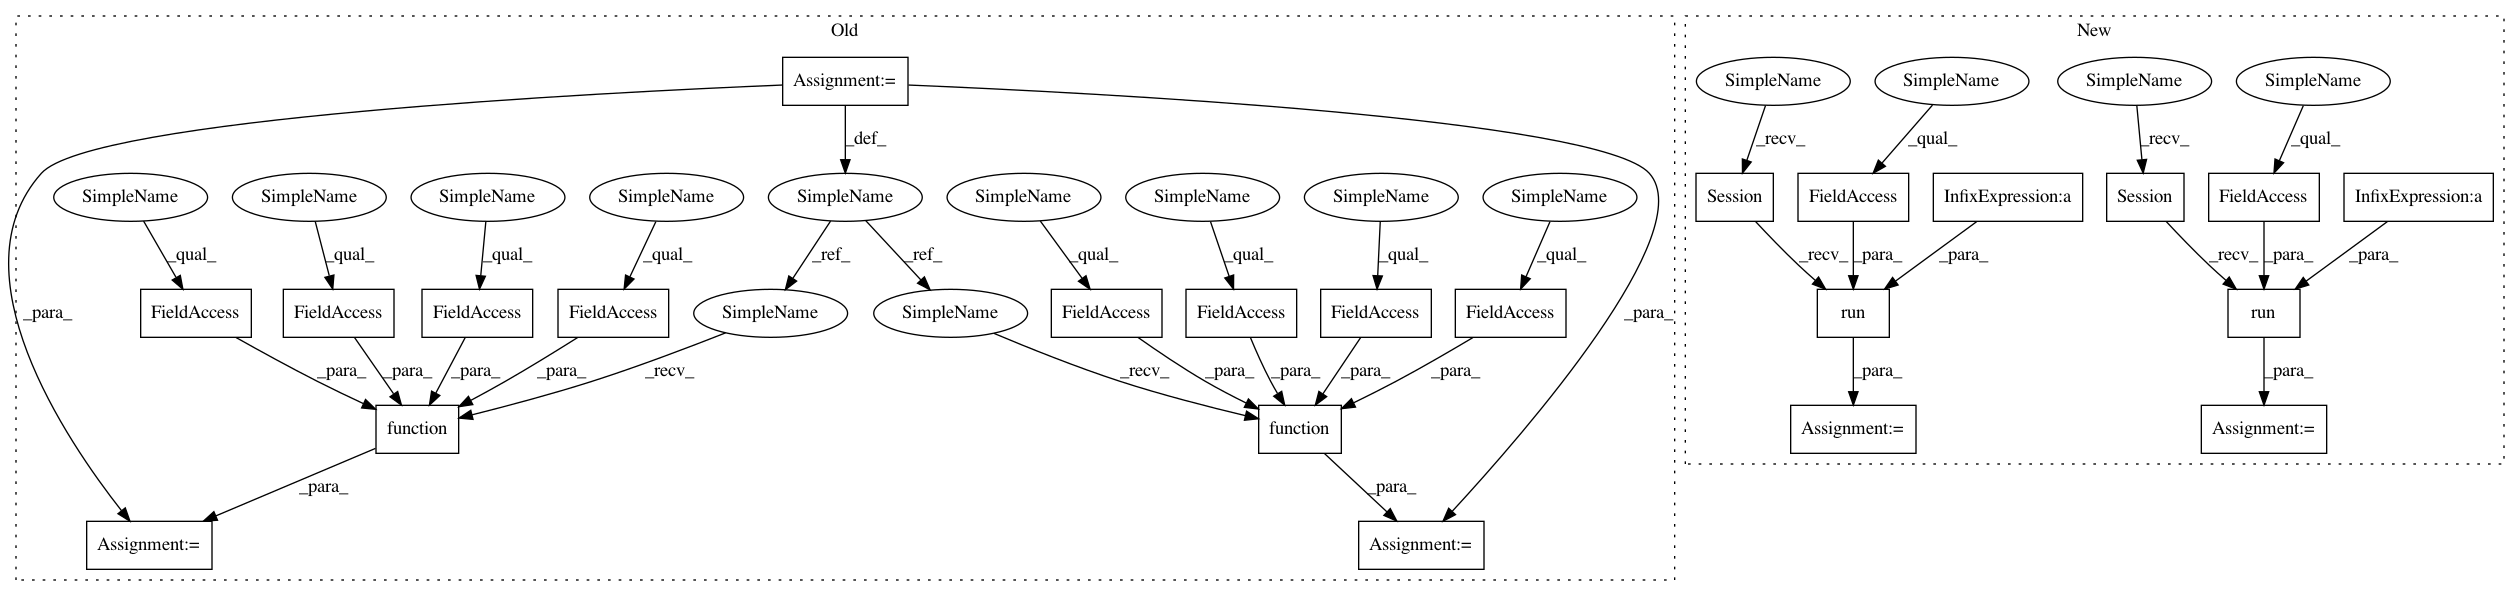 Old
New
Assignment:=
SimpleName
SimpleName
SimpleName
SimpleName
_def_
_recv_
_qual_
_recv_
_qual_
SimpleName
SimpleName
SimpleName
SimpleName
SimpleName
SimpleName
SimpleName
SimpleName
SimpleName
Session
FieldAccess
InfixExpression:a
Session
FieldAccess
InfixExpression:a
_qual_
_qual_
_qual_
_qual_
_ref_
_ref_
_qual_
_qual_
_qual_
_qual_
_recv_
_para_
_para_
_recv_
_para_
_para_
_para_
FieldAccess
FieldAccess
FieldAccess
FieldAccess
SimpleName
SimpleName
FieldAccess
FieldAccess
FieldAccess
FieldAccess
_para_
run
run
_para_
_para_
_para_
_para_
_recv_
_recv_
_para_
_para_
_para_
_para_
_para_
_para_
function
function
Assignment:=
Assignment:=
_para_
_para_
Assignment:=
Assignment:=